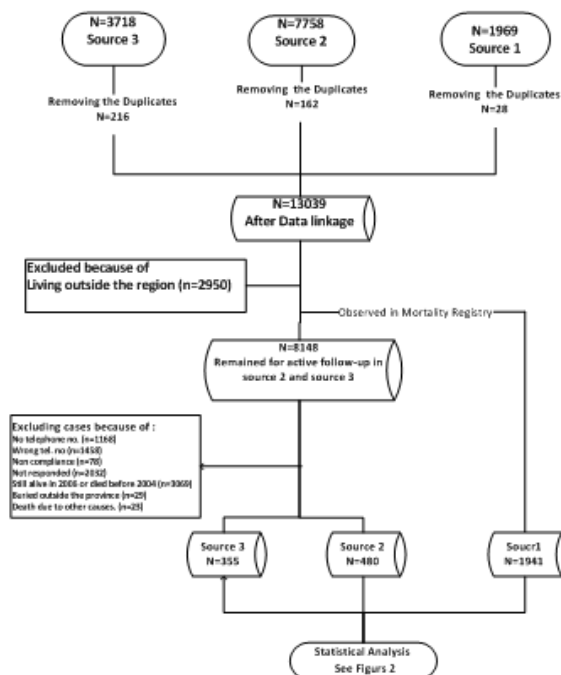 N=3718
Source 3
N=7758
Source 2
N=1969
Source 1
Removing the Duplicates
N=216
Removing the Duplicates
N=162
Removing the Duplicates
N=28
N=13039
After Data linkage
Excluded because of
Living outside the region (n=2950)
Observed in Mortality Registry
N=8148
Remained for active follow-up in
source 2 and source 3
Excluding cases because of :
No telephone no. (n=1168)
Wrong tel. no (n=1458)
Non compliance (n=78)
Not responded (n=2032)
Still alive in 2006 or died before 2004 (n=3069)
Buried outside the province (n=29)
Death due to other causes. (n=23)
Source 3
N=355
Source 2
N=480
Soucr1
N=1941
Statistical Analysis
See Figurs 2